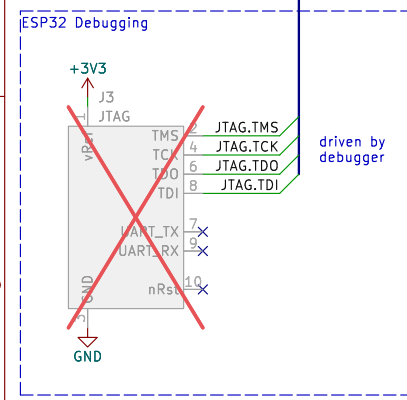 ESP32 Debugging
+3V3
J3
JTAG
1
vRef
TMS 2 JTAG.TMS
TCK 4 JTAG.TCK
TDO 6 JTAG.TDO
TDI 8 JTAG.TDI
driven by
debugger
UART_TX 7
UART_RX 9
nRst 10
GND
3
GND